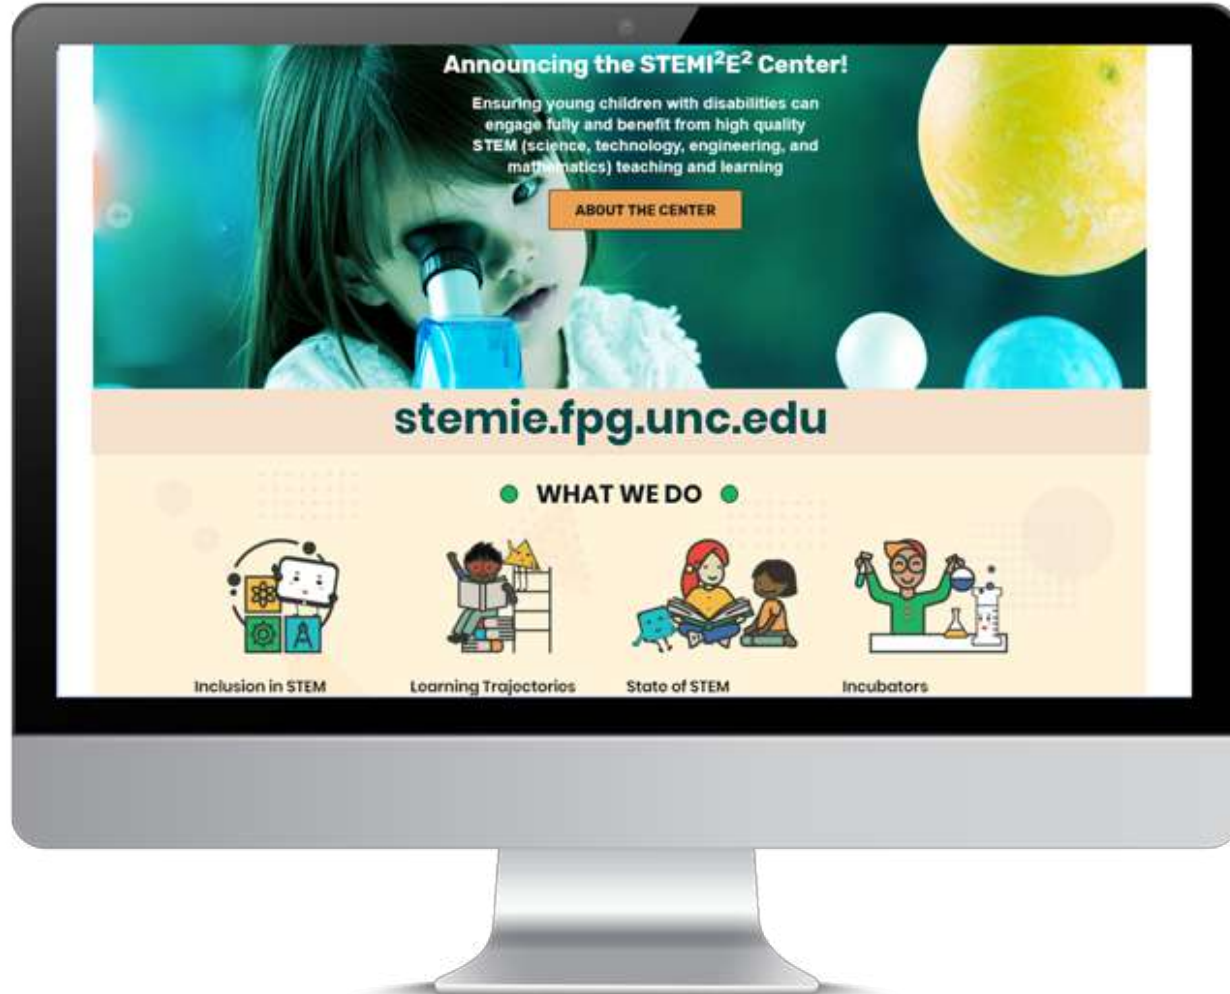 Announcing the STEMI²E² Center!
Ensuring young children with disabilities can
engage fully and benefit from high quality
STEM (science, technology, engineering, and
mathematics) teaching and learning
ABOUT THE CENTER
stemie.fpg.unc.edu
WHAT WE DO
Inclusion in STEM
Learning Trajectories
State of STEM
Incubators